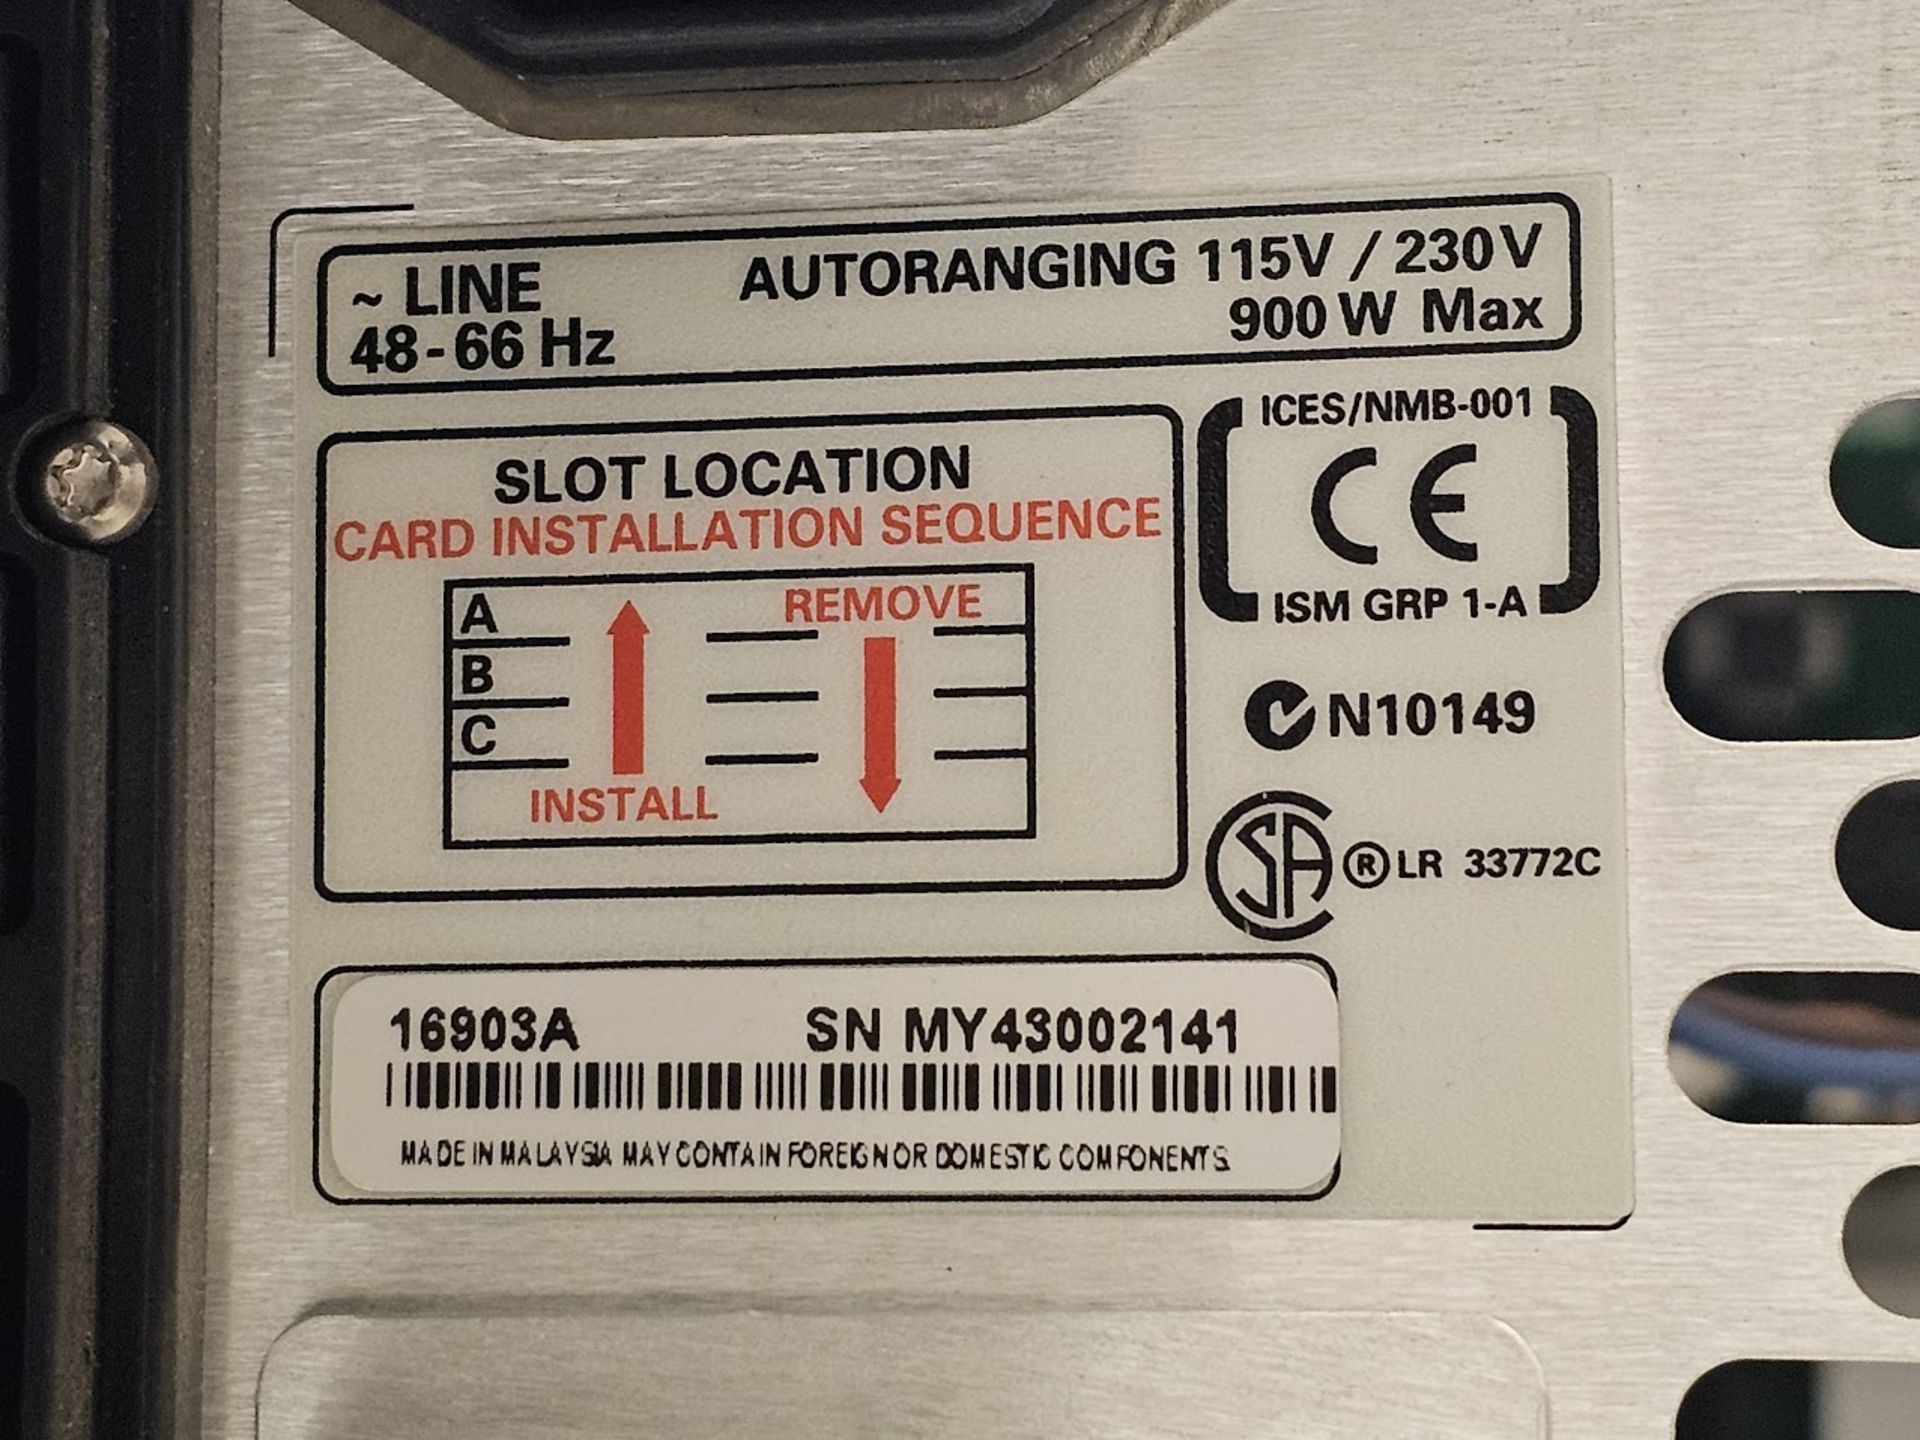 ~ LINE AUTORANGING 115V / 230V
48-66 Hz 900 W Max
SLOT LOCATION
CARD INSTALLATION SEQUENCE
A
B
C
REMOVE
INSTALL
ICES/NMB-001
CE
ISM GRP 1-A
N10149
SA ® LR 33772C
16903A SN MY43002141
MADE IN MALAYSIA MAY CONTAIN FOREIGN OR DOMESTIC COMPONENTS.